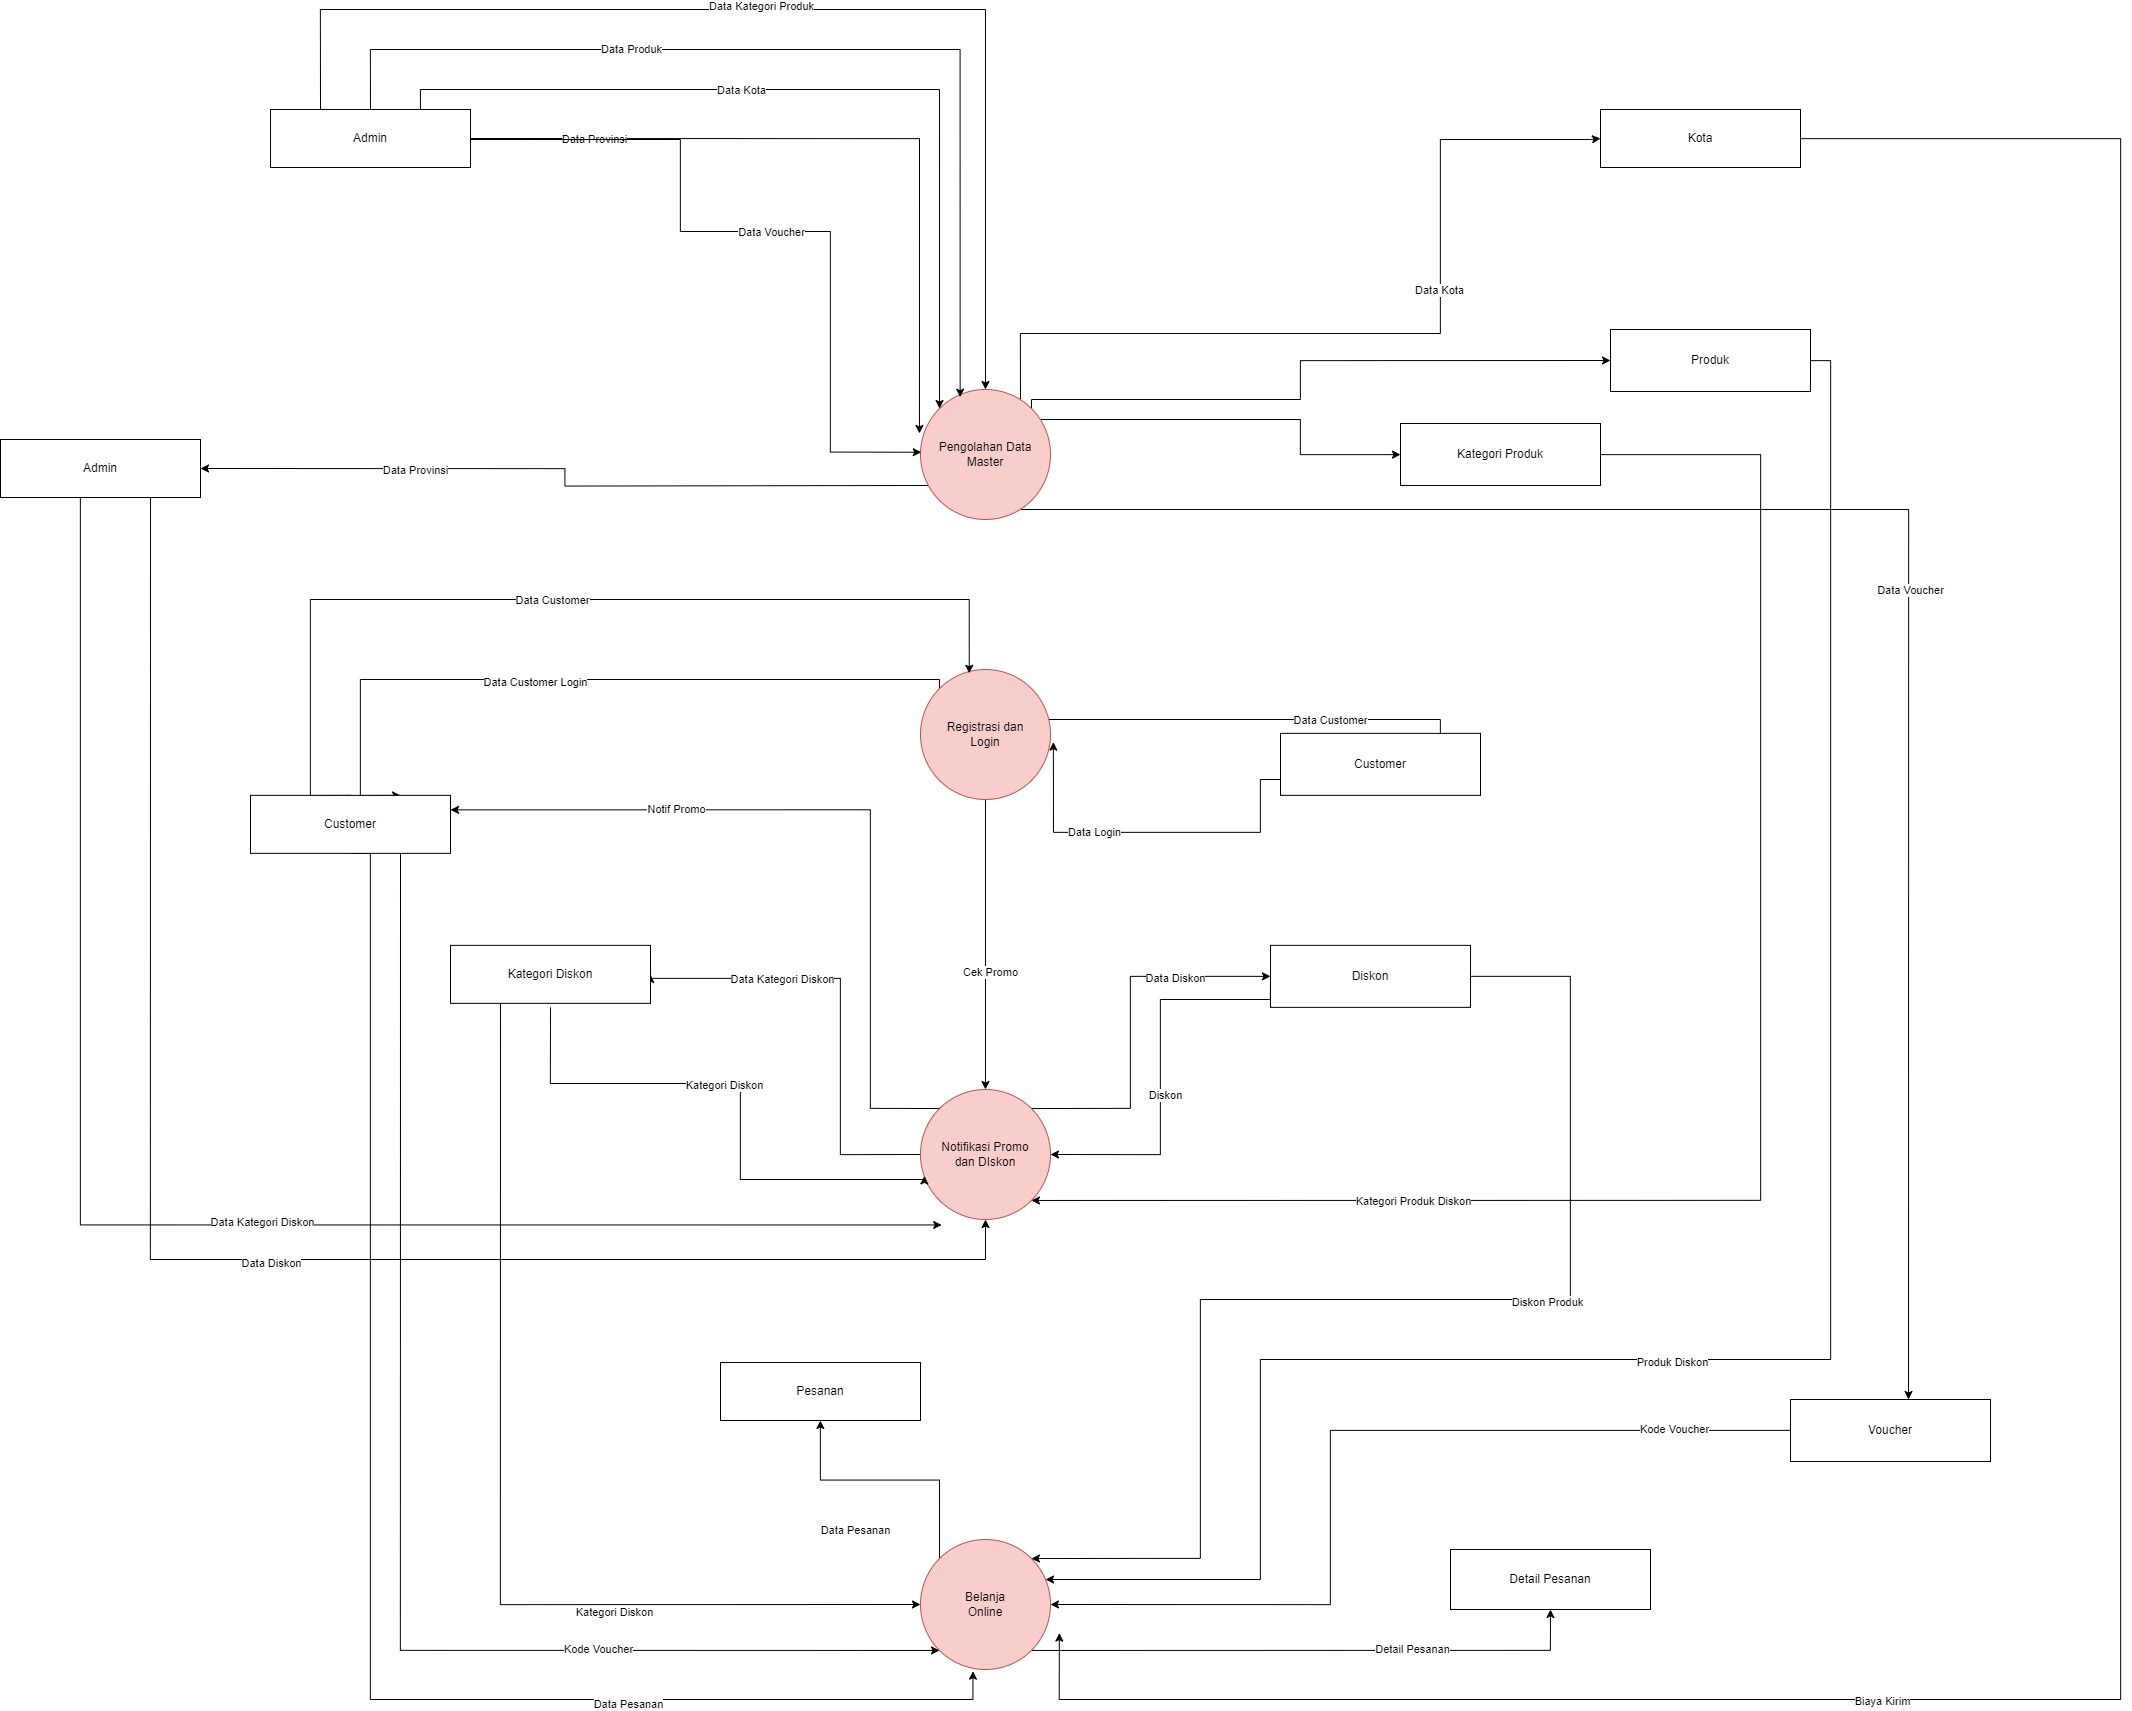 Data Kategori Produk
Data Produk
Data Kota
Admin
Data Provinsi
Kota
Data Voucher
Data Kota
Produk
Pengolahan Data
Master
Kategori Produk
Admin
Data Provinsi
Data Voucher
Data Customer
Data Customer Login
Registrasi dan
Login
Data Customer
Customer
Notif Promo
Customer
Data Login
Cek Promo
Kategori Diskon
Data Kategori Diskon
Data Diskon
Diskon
Kategori Diskon
Diskon
Notifikasi Promo
dan DIskon
Kategori Produk Diskon
Data Kategori Diskon
Data Diskon
Diskon Produk
Produk Diskon
Pesanan
Kode Voucher
Voucher
Data Pesanan
Detail Pesanan
Belanja
Online
Kategori Diskon
Kode Voucher
Detail Pesanan
Data Pesanan
Biaya Kirim